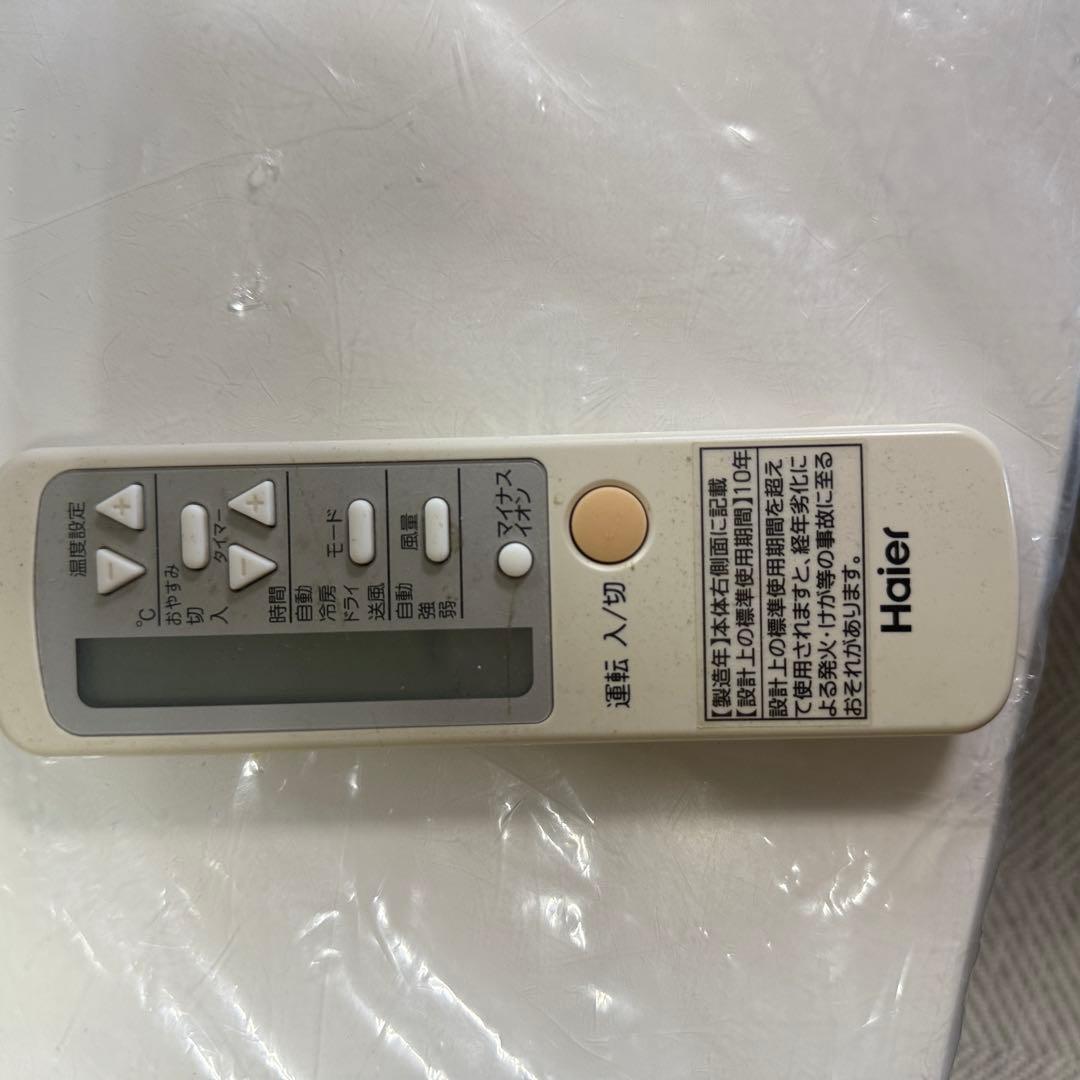 温度設定
℃
おやすみ
切
タイマー
入
時間
自動
モード
冷房
ドライ
送風
風量
自動
強
弱
マイナス
イオン
運転 入/切
【製造年】本体右側面に記載
【設計上の標準使用期間】10年
設計上の標準使用期間を超え
て使用されますと、経年劣化に
よる発火・けが等の事故に至る
おそれがあります。
Haier